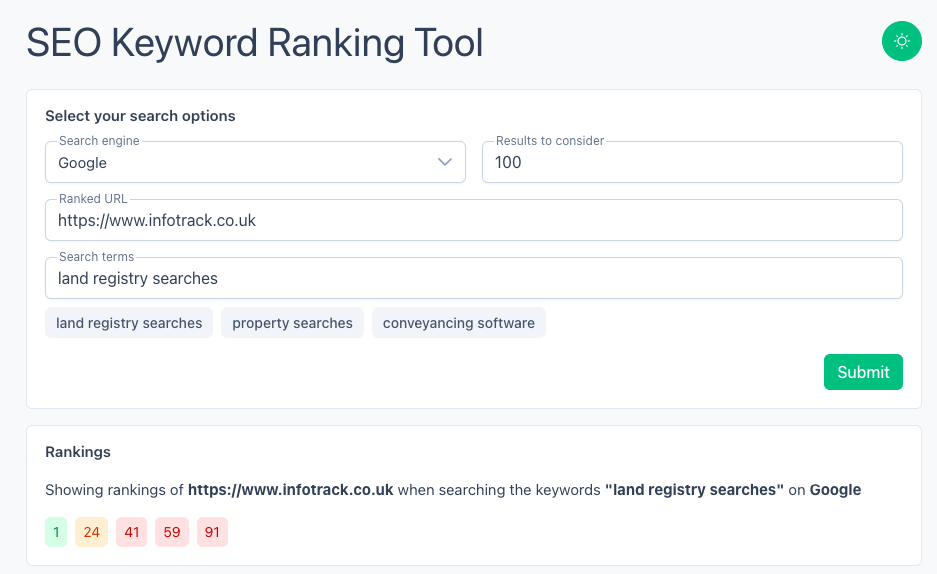 SEO Keyword Ranking Tool
Select your search options
Search engine
Google
Results to consider
100
Ranked URL
https://www.infotrack.co.uk
Search terms
land registry searches
land registry searches property searches conveyancing software
Submit
Rankings
Showing rankings of https://www.infotrack.co.uk when searching the keywords "land registry searches" on Google
1 24 41 59 91